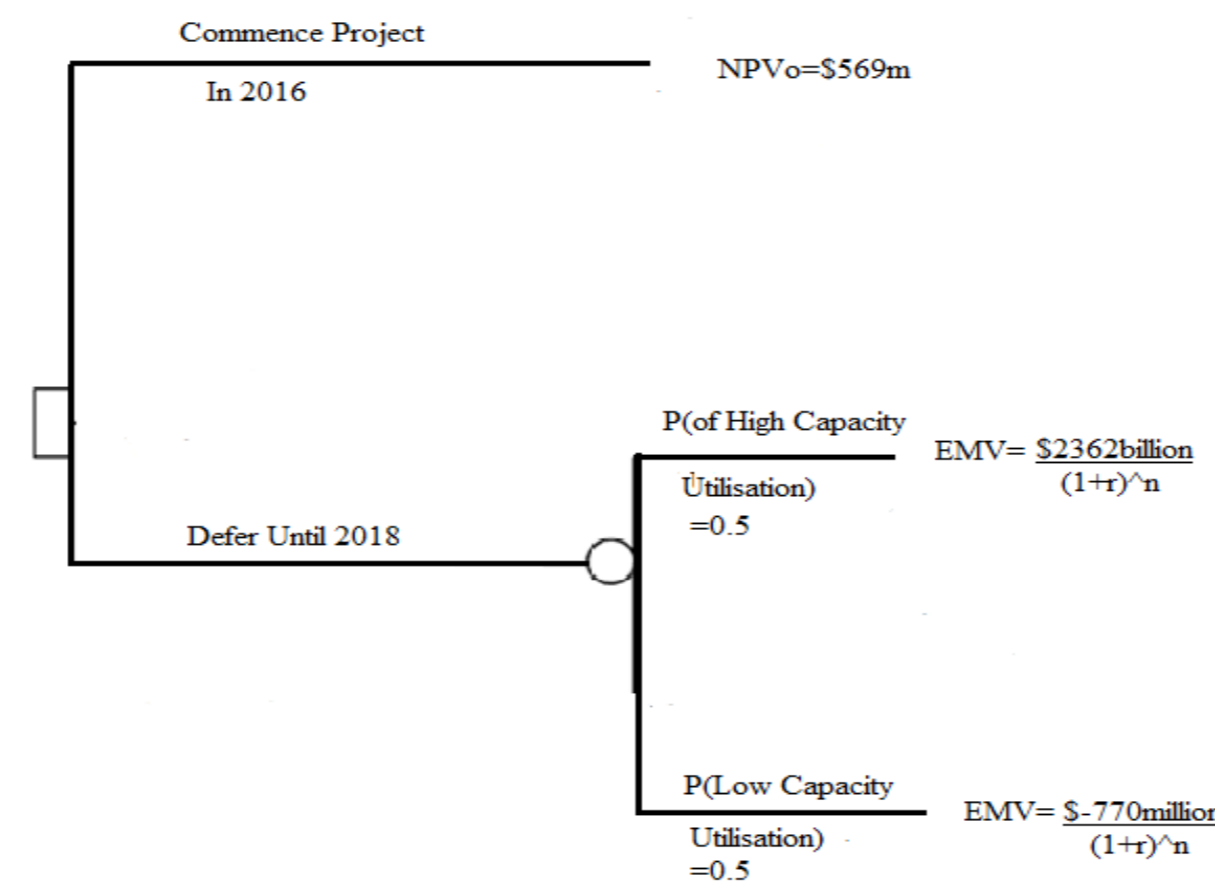 Commence Project
In 2016
NPVo=$569m
P(of High Capacity
Utilisation)
=0.5
EMV= $2362billion
(1+r)^n
Defer Until 2018
P(Low Capacity
Utilisation)
=0.5
EMV= $-770million
(1+r)^n